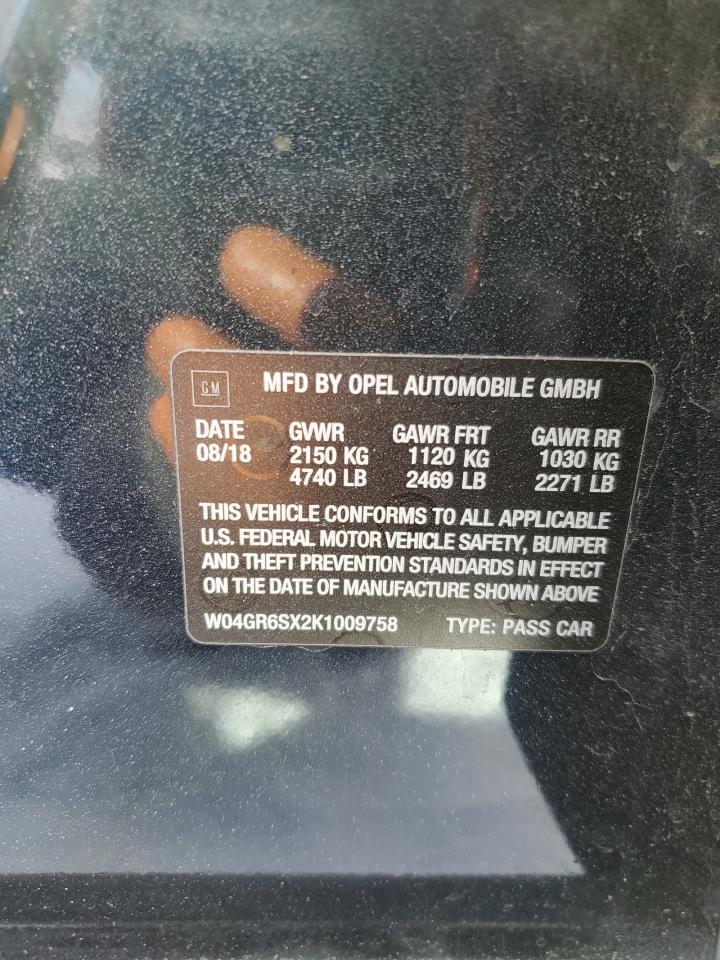 GM
MFD BY OPEL AUTOMOBILE GMBH
DATE GVWR GAWR FRT GAWR RR
08/18 2150 KG 1120 KG 1030 KG
4740 LB 2469 LB 2271 LB
THIS VEHICLE CONFORMS TO ALL APPLICABLE
U.S. FEDERAL MOTOR VEHICLE SAFETY, BUMPER
AND THEFT PREVENTION STANDARDS IN EFFECT
ON THE DATE OF MANUFACTURE SHOWN ABOVE
W04GR6SX2K1009758 TYPE: PASS CAR